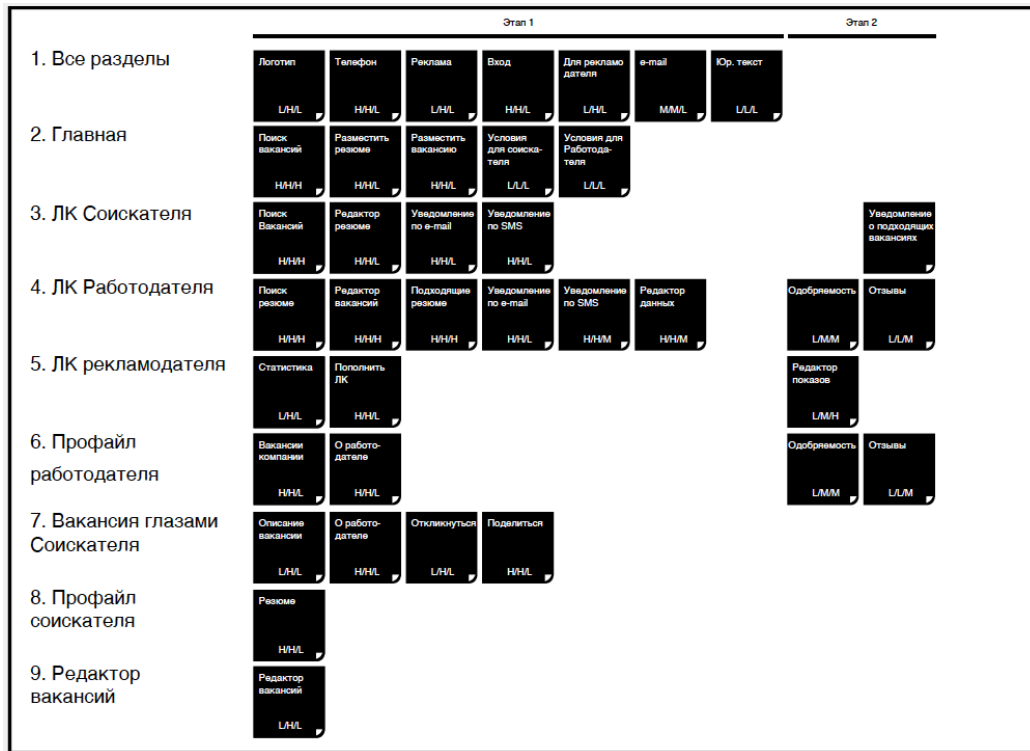 Этап 1
Этап 2
1. Все разделы
Логотип
L/H/L
Телефон
H/H/L
Реклама
L/H/L
Вход
H/H/L
Для рекламо
дателя
L/H/L
e-mail
M/M/L
Юр. текст
L/L/L
2. Главная
Поиск
вакансий
H/H/H
Разместить
резюме
H/H/L
Разместить
вакансию
H/H/L
Условия
для соиска-
теля
L/L/L
Условия для
Работода-
теля
L/L/L
3. ЛК Соискателя
Поиск
Вакансий
H/H/H
Редактор
резюме
H/H/L
Уведомление
по e-mail
H/H/L
Уведомление
по SMS
H/H/L
Уведомление
о подходящих
вакансиях
4. ЛК Работодателя
Поиск
резюме
H/H/H
Редактор
вакансий
H/H/H
Подходящие
резюме
H/H/H
Уведомление
по e-mail
H/H/L
Уведомление
по SMS
H/H/M
Редактор
данных
H/H/M
Одобряемость
L/M/M
Отзывы
L/L/M
5. ЛК рекламодателя
Статистика
L/H/L
Пополнить
ЛК
H/H/L
Редактор
показов
L/M/H
6. Профайл
работодателя
Вакансии
компании
H/H/L
О работо-
дателе
H/H/L
Одобряемость
L/M/M
Отзывы
L/L/M
7. Вакансия глазами
Соискателя
Описание
вакансии
L/H/L
О работо-
дателе
H/H/L
Откликнуться
L/H/L
Поделиться
H/H/L
8. Профайл
соискателя
Резюме
H/H/L
9. Редактор
вакансий
Редактор
вакансий
L/H/L